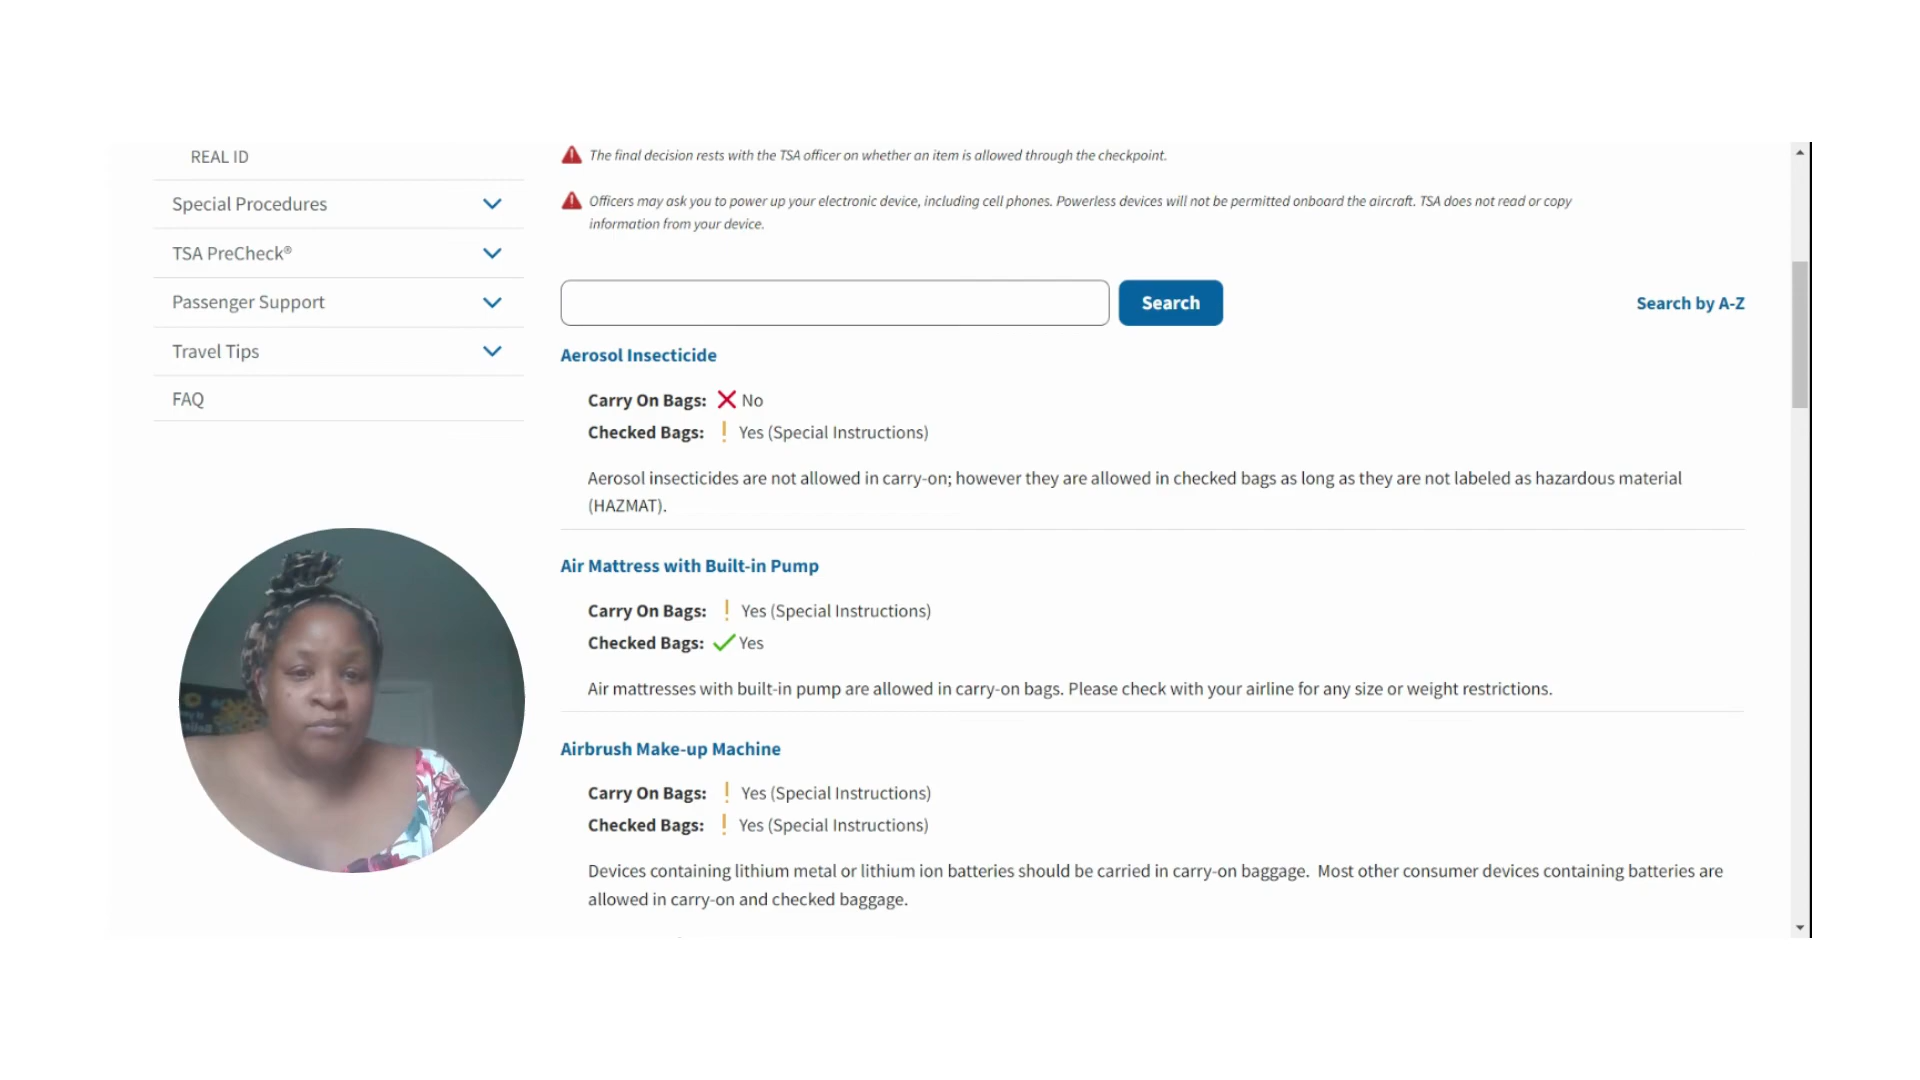 REAL ID
Special Procedures
TSA PreCheck®
Passenger Support
Travel Tips
FAQ
The final decision rests with the TSA officer on whether an item is allowed through the checkpoint.
Officers may ask you to power up your electronic device, including cell phones. Powerless devices will not be permitted onboard the aircraft. TSA does not read or copy
information from your device.
Search
Search by A-Z
Aerosol Insecticide
Carry On Bags: No
Checked Bags: Yes (Special Instructions)
Aerosol insecticides are not allowed in carry-on; however they are allowed in checked bags as long as they are not labeled as hazardous material
(HAZMAT).
Air Mattress with Built-in Pump
Carry On Bags: Yes (Special Instructions)
Checked Bags: Yes
Air mattresses with built-in pump are allowed in carry-on bags. Please check with your airline for any size or weight restrictions.
Airbrush Make-up Machine
Carry On Bags: Yes (Special Instructions)
Checked Bags: Yes (Special Instructions)
Devices containing lithium metal or lithium ion batteries should be carried in carry-on baggage. Most other consumer devices containing batteries are
allowed in carry-on and checked baggage.